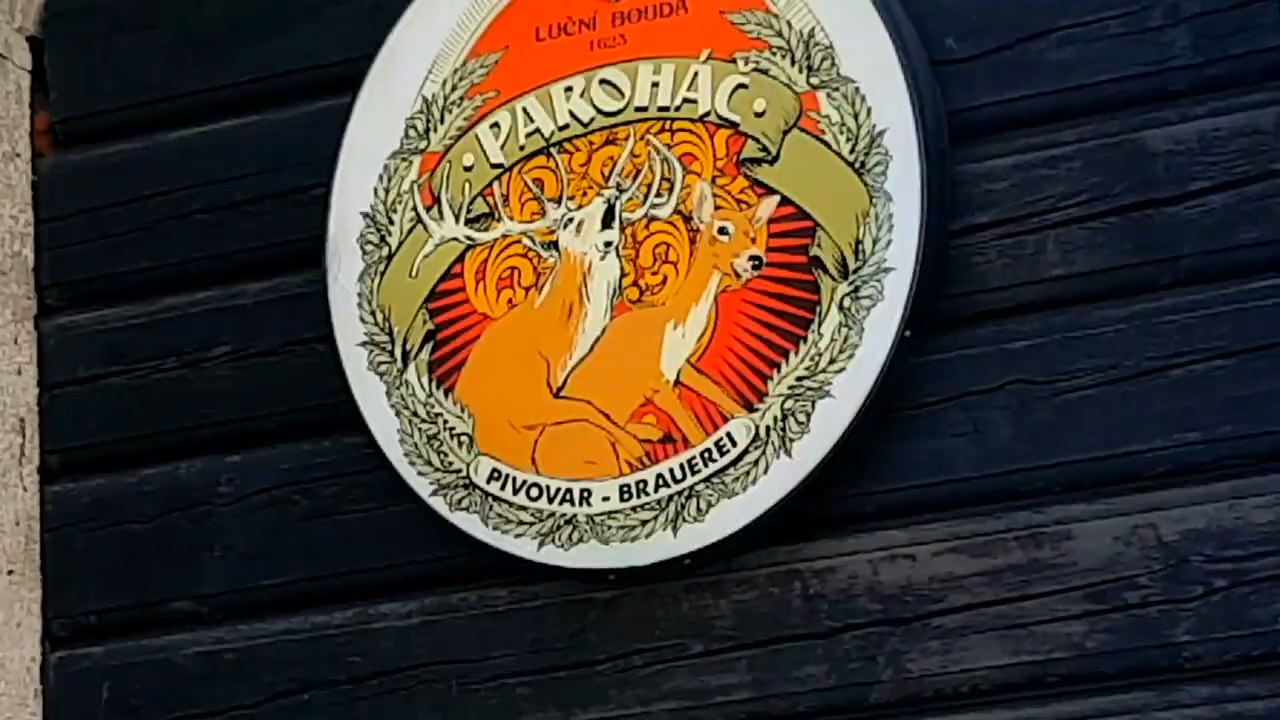 LUČNÍ BOUDA
1623
• PAROHÁČ •
PIVOVAR - BRAUEREI